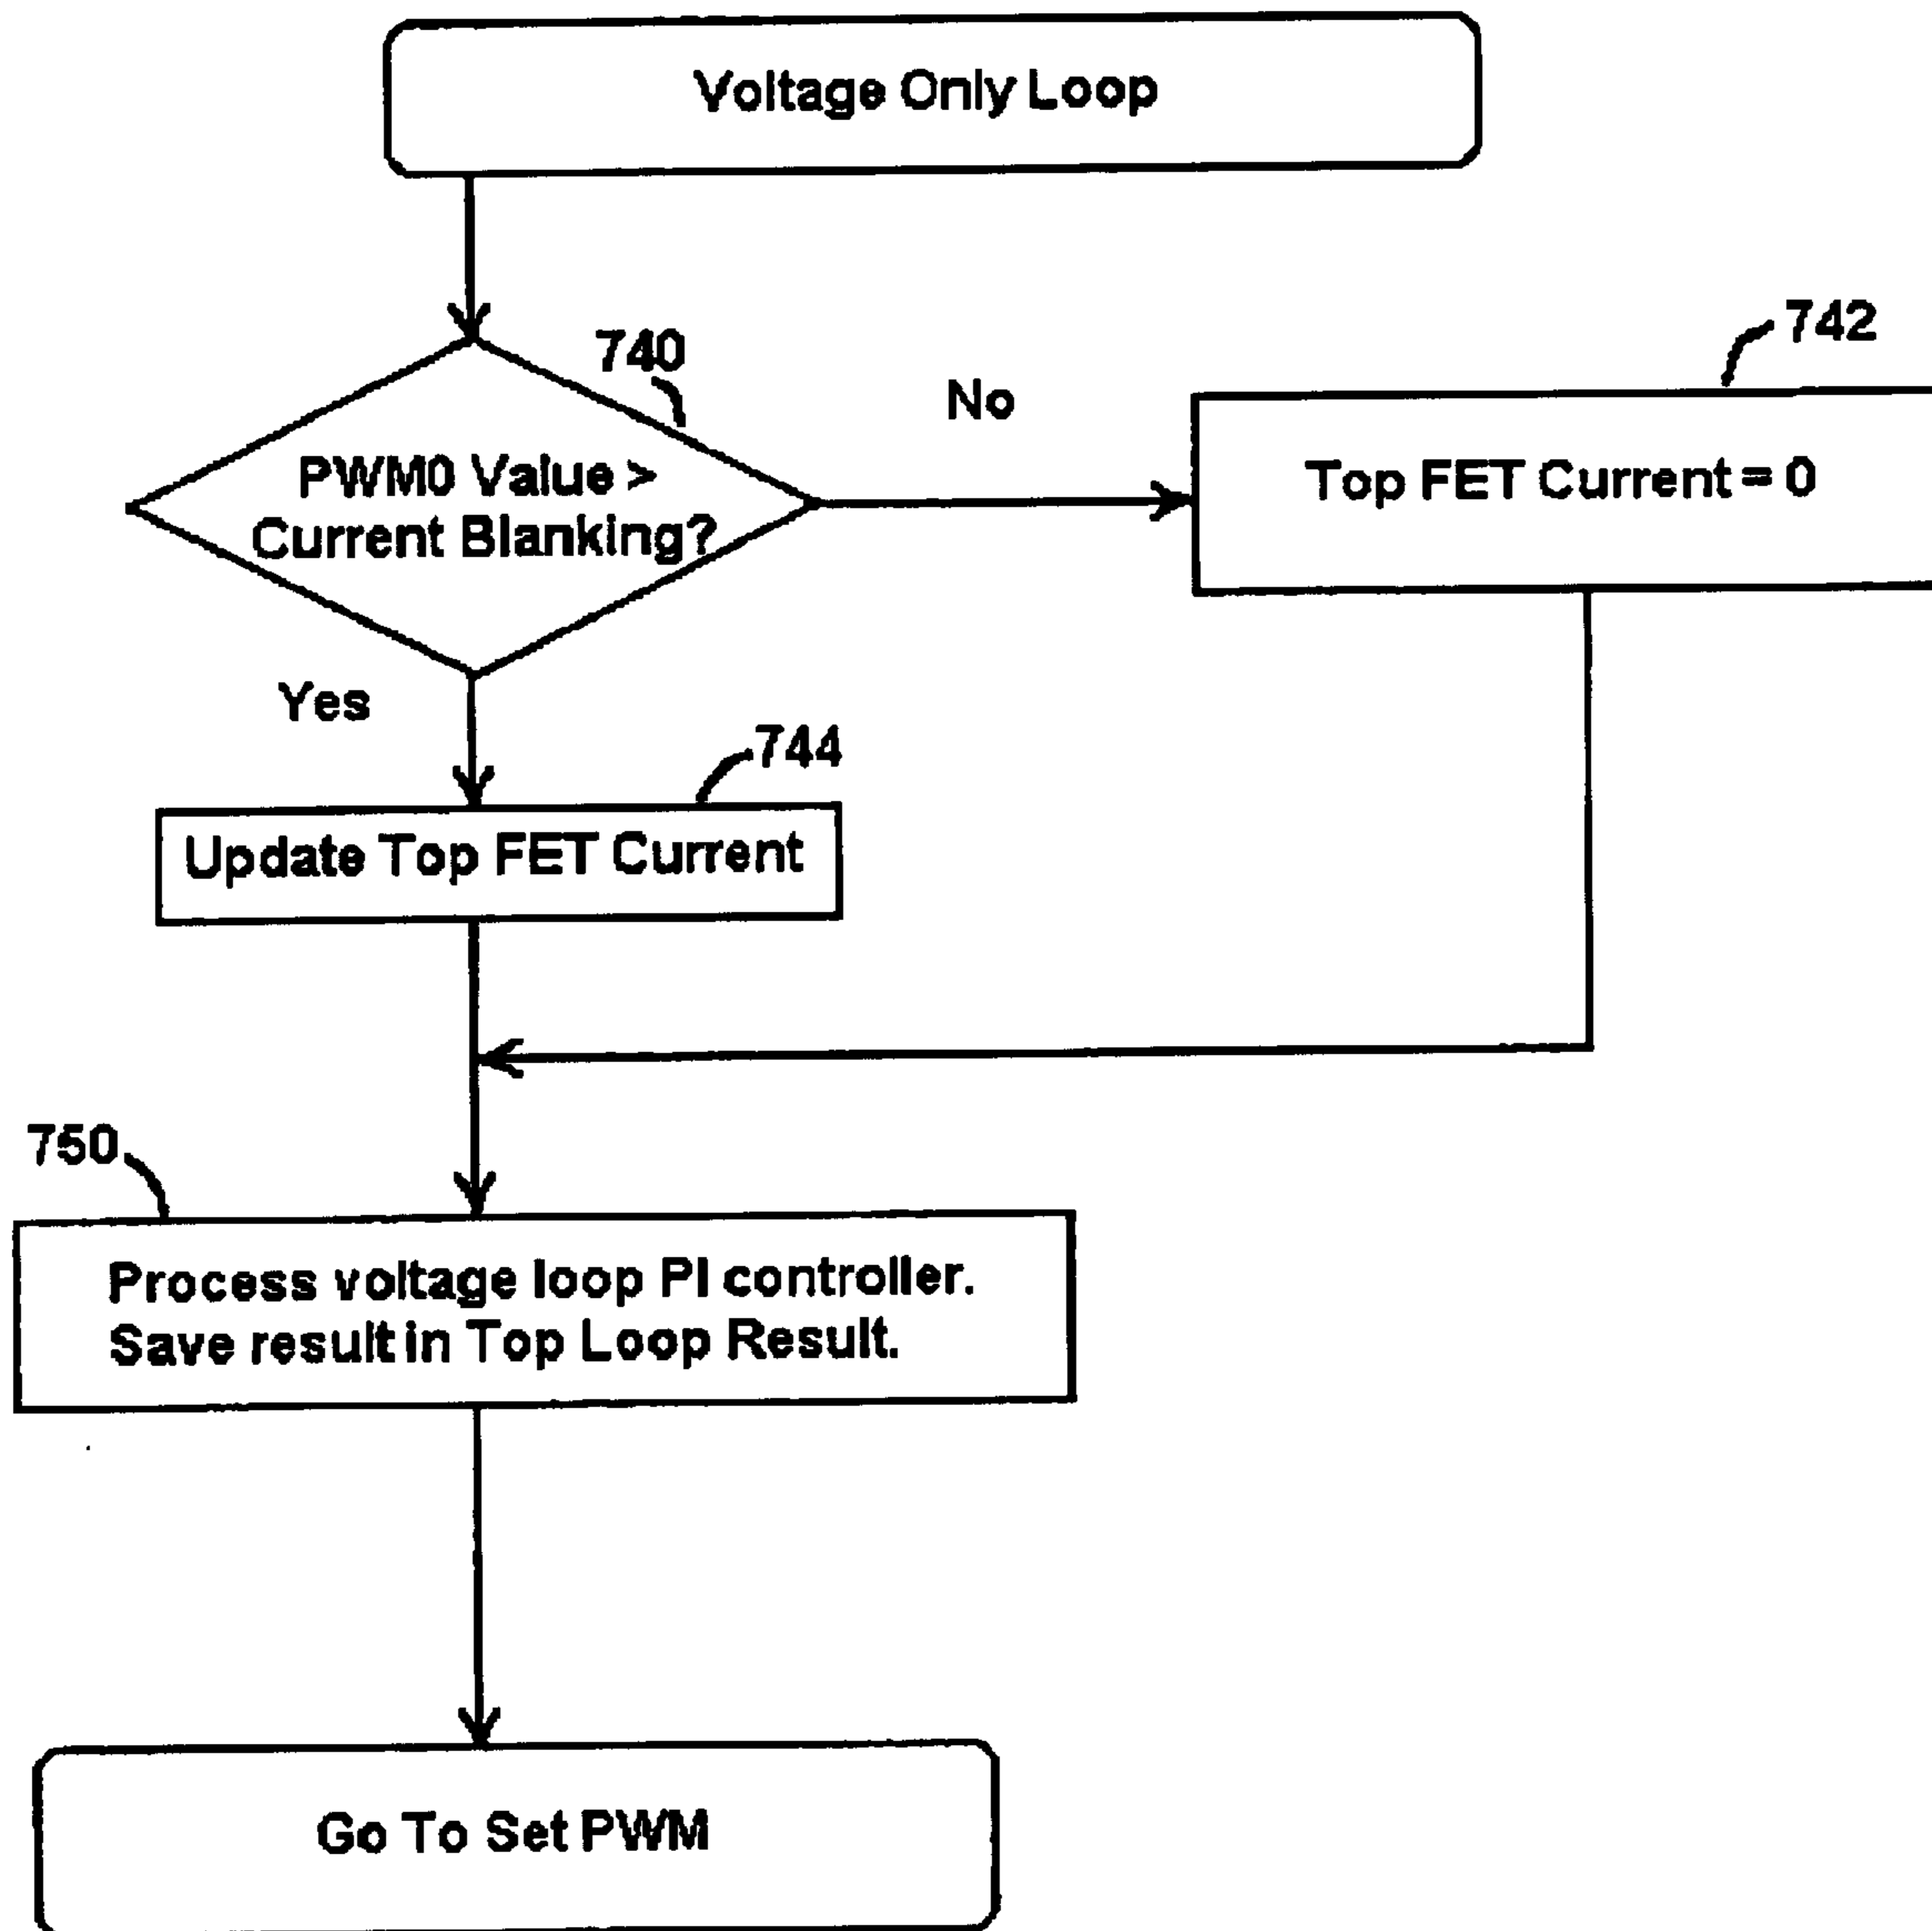 Voltage Only Loop
740
742
No
PWM0 Value >
Current Blanking?
Top FET Current = 0
Yes
744
Update Top FET Current
750
Process voltage loop PI controller.
Save result in Top Loop Result.
Go To Set PWM